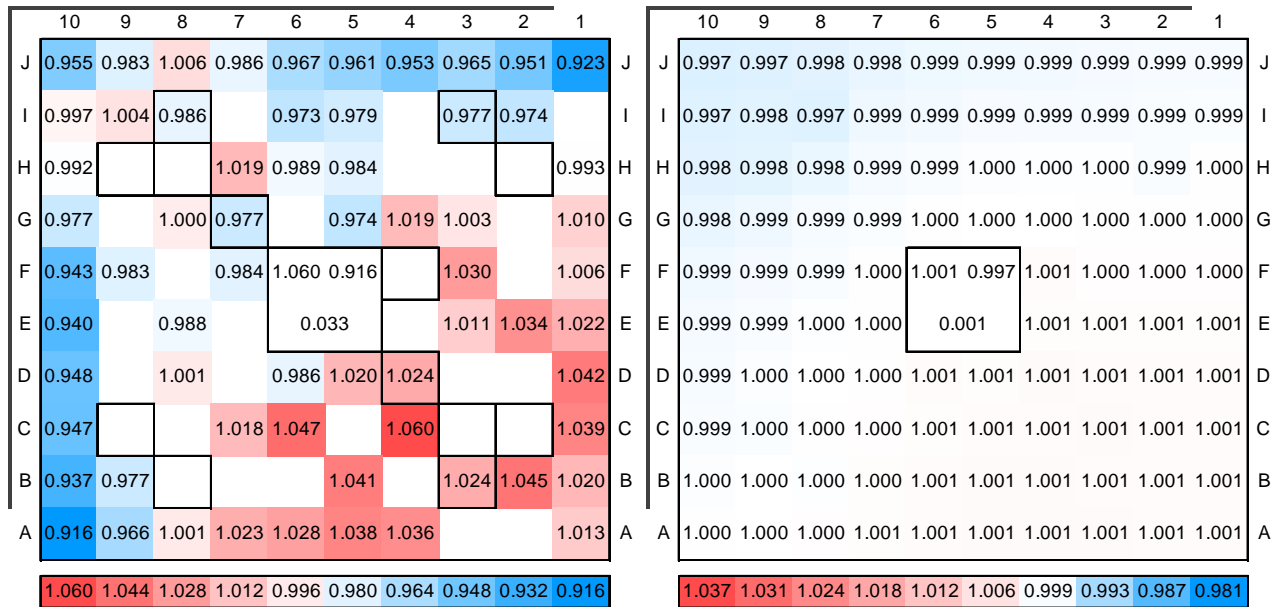 10 9 8 7 6 5 4 3 2 1
J 0.955 0.983 1.006 0.986 0.967 0.961 0.953 0.965 0.951 0.923 J
I 0.997 1.004 0.986 0.973 0.979 0.977 0.974 I
H 0.992 1.019 0.989 0.984 0.993 H
G 0.977 1.000 0.977 0.974 1.019 1.003 1.010 G
F 0.943 0.983 0.984 1.060 0.916 1.030 1.006 F
E 0.940 0.988 0.033 1.011 1.034 1.022 E
D 0.948 1.001 0.986 1.020 1.024 1.042 D
C 0.947 1.018 1.047 1.060 1.039 C
B 0.937 0.977 1.041 1.024 1.045 1.020 B
A 0.916 0.966 1.001 1.023 1.028 1.038 1.036 1.013 A
1.060 1.044 1.028 1.012 0.996 0.980 0.964 0.948 0.932 0.916
10 9 8 7 6 5 4 3 2 1
J 0.997 0.997 0.998 0.998 0.999 0.999 0.999 0.999 0.999 0.999 J
I 0.997 0.998 0.997 0.999 0.999 0.999 0.999 0.999 0.999 0.999 I
H 0.998 0.998 0.998 0.999 0.999 1.000 1.000 1.000 0.999 1.000 H
G 0.998 0.999 0.999 0.999 1.000 1.000 1.000 1.000 1.000 1.000 G
F 0.999 0.999 0.999 1.000 1.001 0.997 1.001 1.000 1.000 1.000 F
E 0.999 0.999 1.000 1.000 0.001 1.001 1.001 1.001 1.001 E
D 0.999 1.000 1.000 1.000 1.001 1.001 1.001 1.001 1.001 1.001 D
C 0.999 1.000 1.000 1.000 1.001 1.001 1.001 1.001 1.001 1.001 C
B 1.000 1.000 1.000 1.000 1.001 1.001 1.001 1.001 1.001 1.001 B
A 1.000 1.000 1.000 1.001 1.001 1.001 1.001 1.001 1.001 1.001 A
1.037 1.031 1.024 1.018 1.012 1.006 0.999 0.993 0.987 0.981